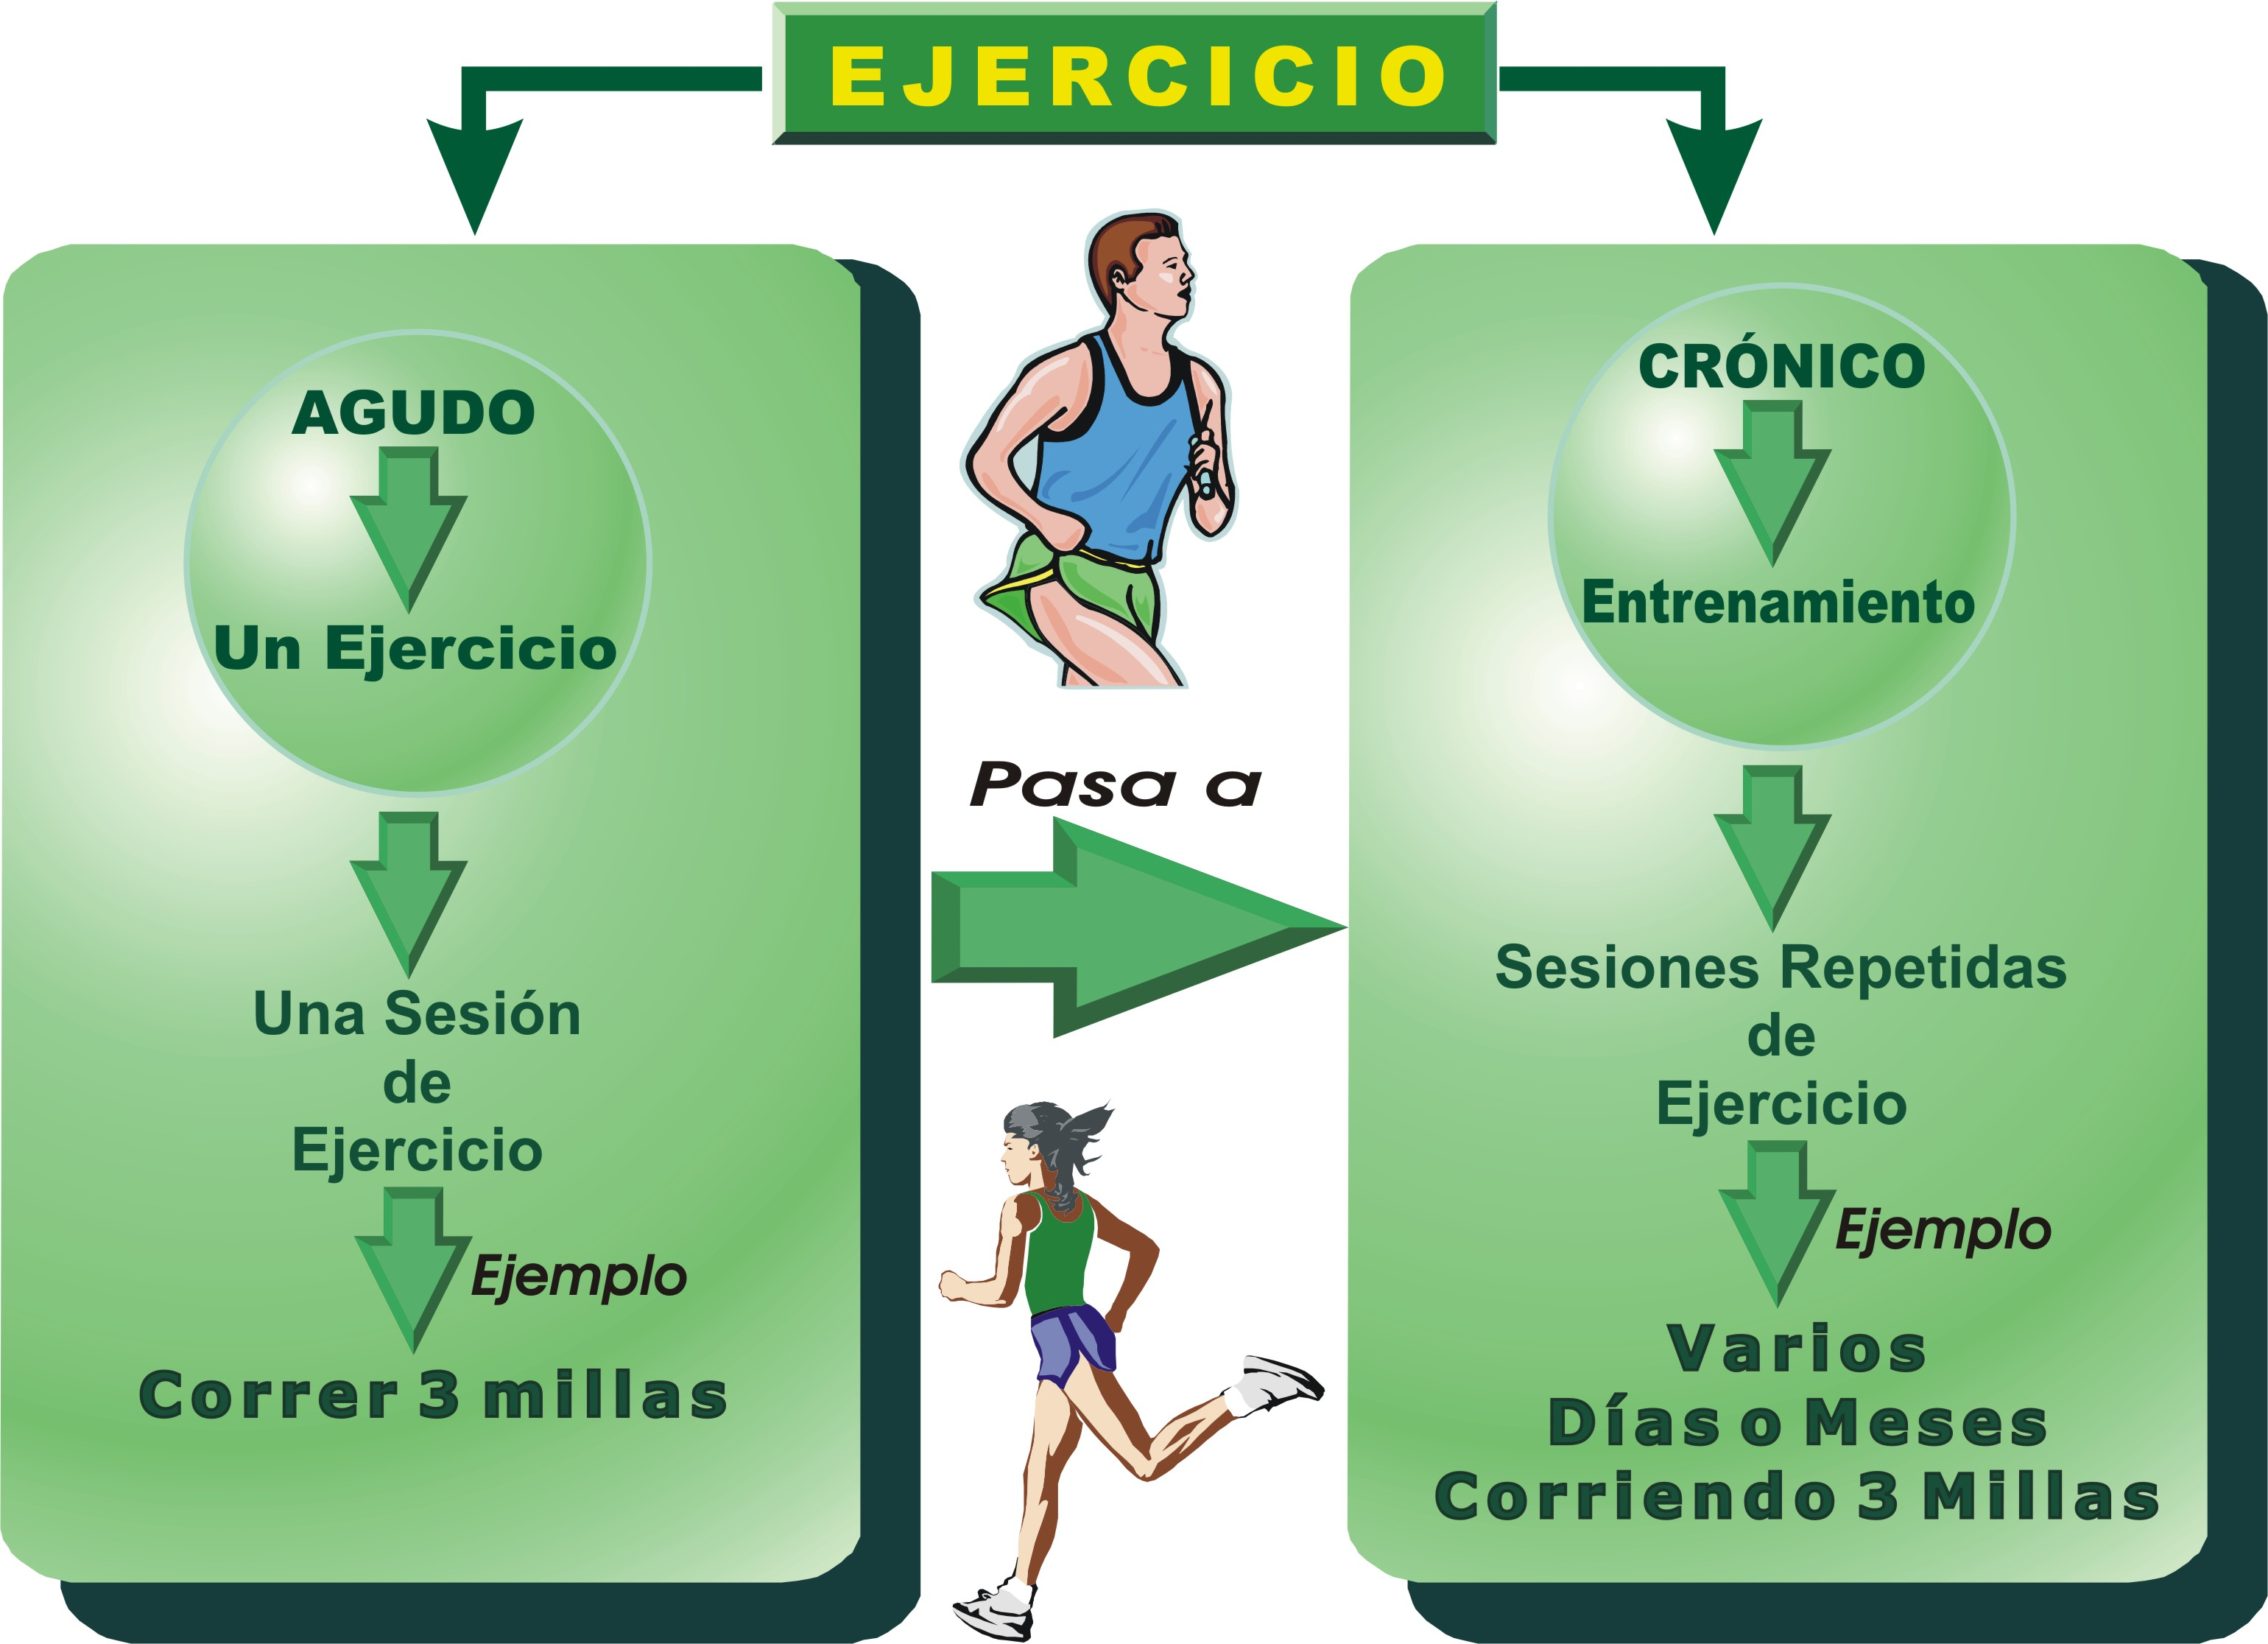 EJERCICIO
AGUDO
Un Ejercicio
Una Sesión
de
Ejercicio
Ejemplo
Correr 3 millas
Pasa a
CRÓNICO
Entrenamiento
Sesiones Repetidas
de
Ejercicio
Ejemplo
Varios
Días o Meses
Corriendo 3 Millas